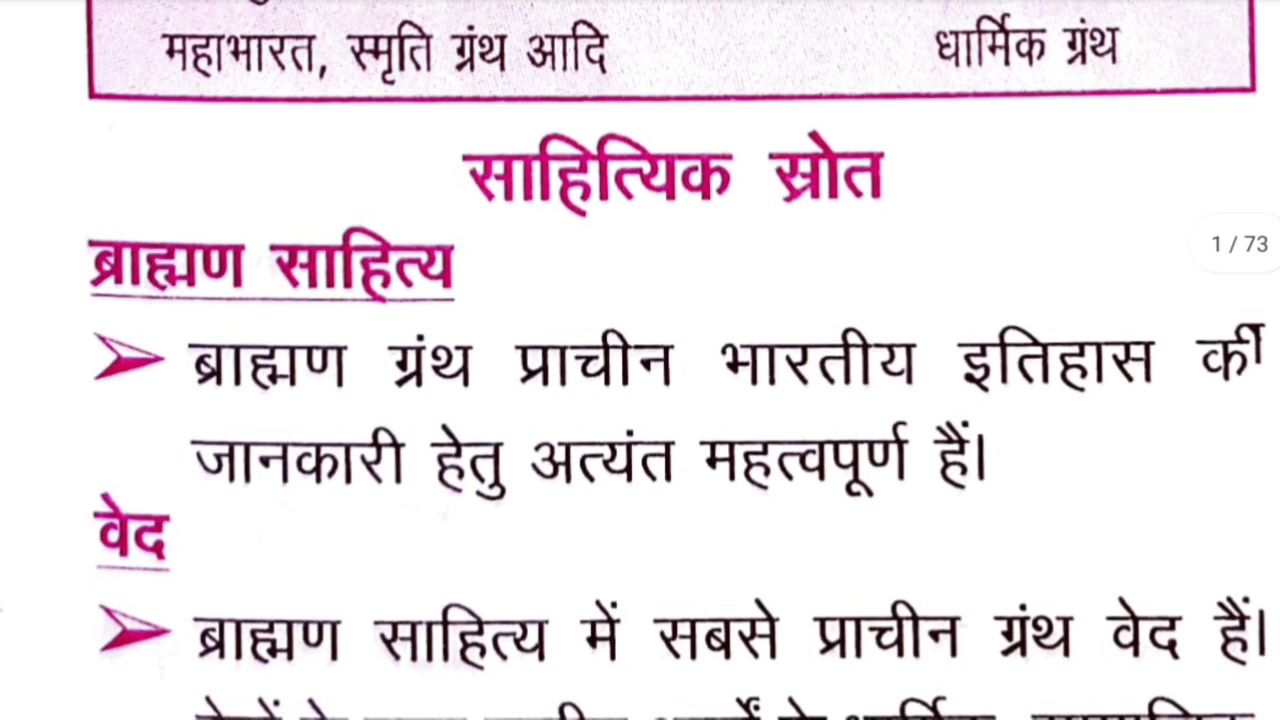 महाभारत, स्मृति ग्रंथ आदि धार्मिक ग्रंथ
साहित्यिक स्रोत
ब्राह्मण साहित्य
1 / 73
ब्राह्मण ग्रंथ प्राचीन भारतीय इतिहास की
जानकारी हेतु अत्यंत महत्वपूर्ण हैं।
वेद
ब्राह्मण साहित्य में सबसे प्राचीन ग्रंथ वेद हैं।